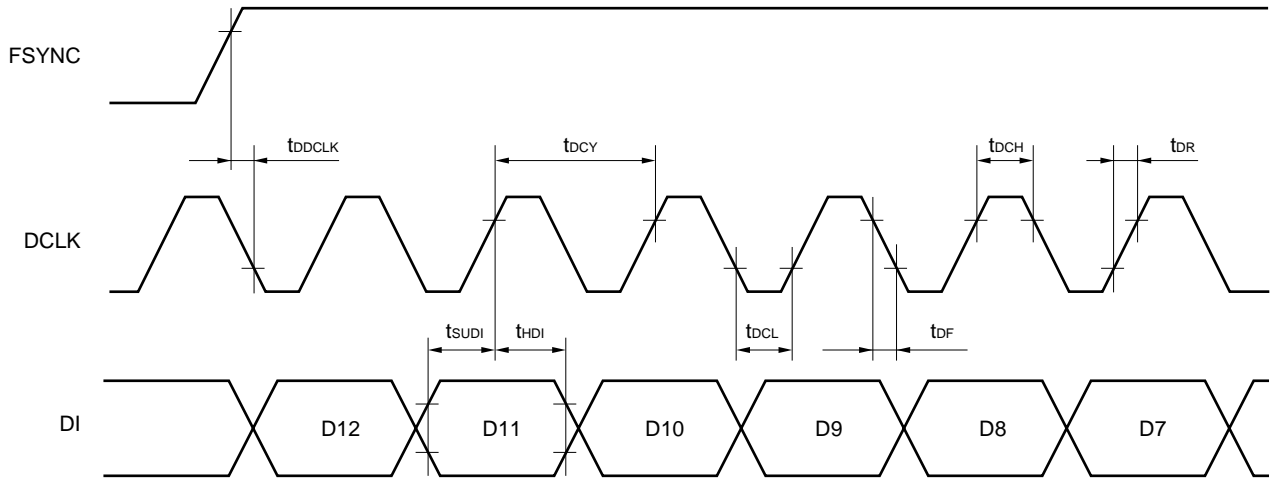 FSYNC
tDDCLK
tDCY
tDCH
tDR
DCLK
tSUDI
tHDI
tDCL
tDF
DI
D12
D11
D10
D9
D8
D7